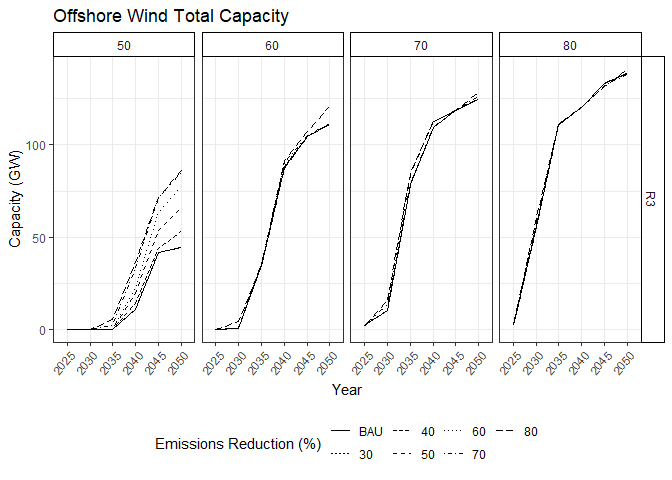 Offshore Wind Total Capacity
50 60 70 80
Capacity (GW)
100
50
0
R3
2025 2030 2035 2040 2045 2050 2025 2030 2035 2040 2045 2050 2025 2030 2035 2040 2045 2050 2025 2030 2035 2040 2045 2050
Year
Emissions Reduction (%)
BAU 40 60 80
30 50 70